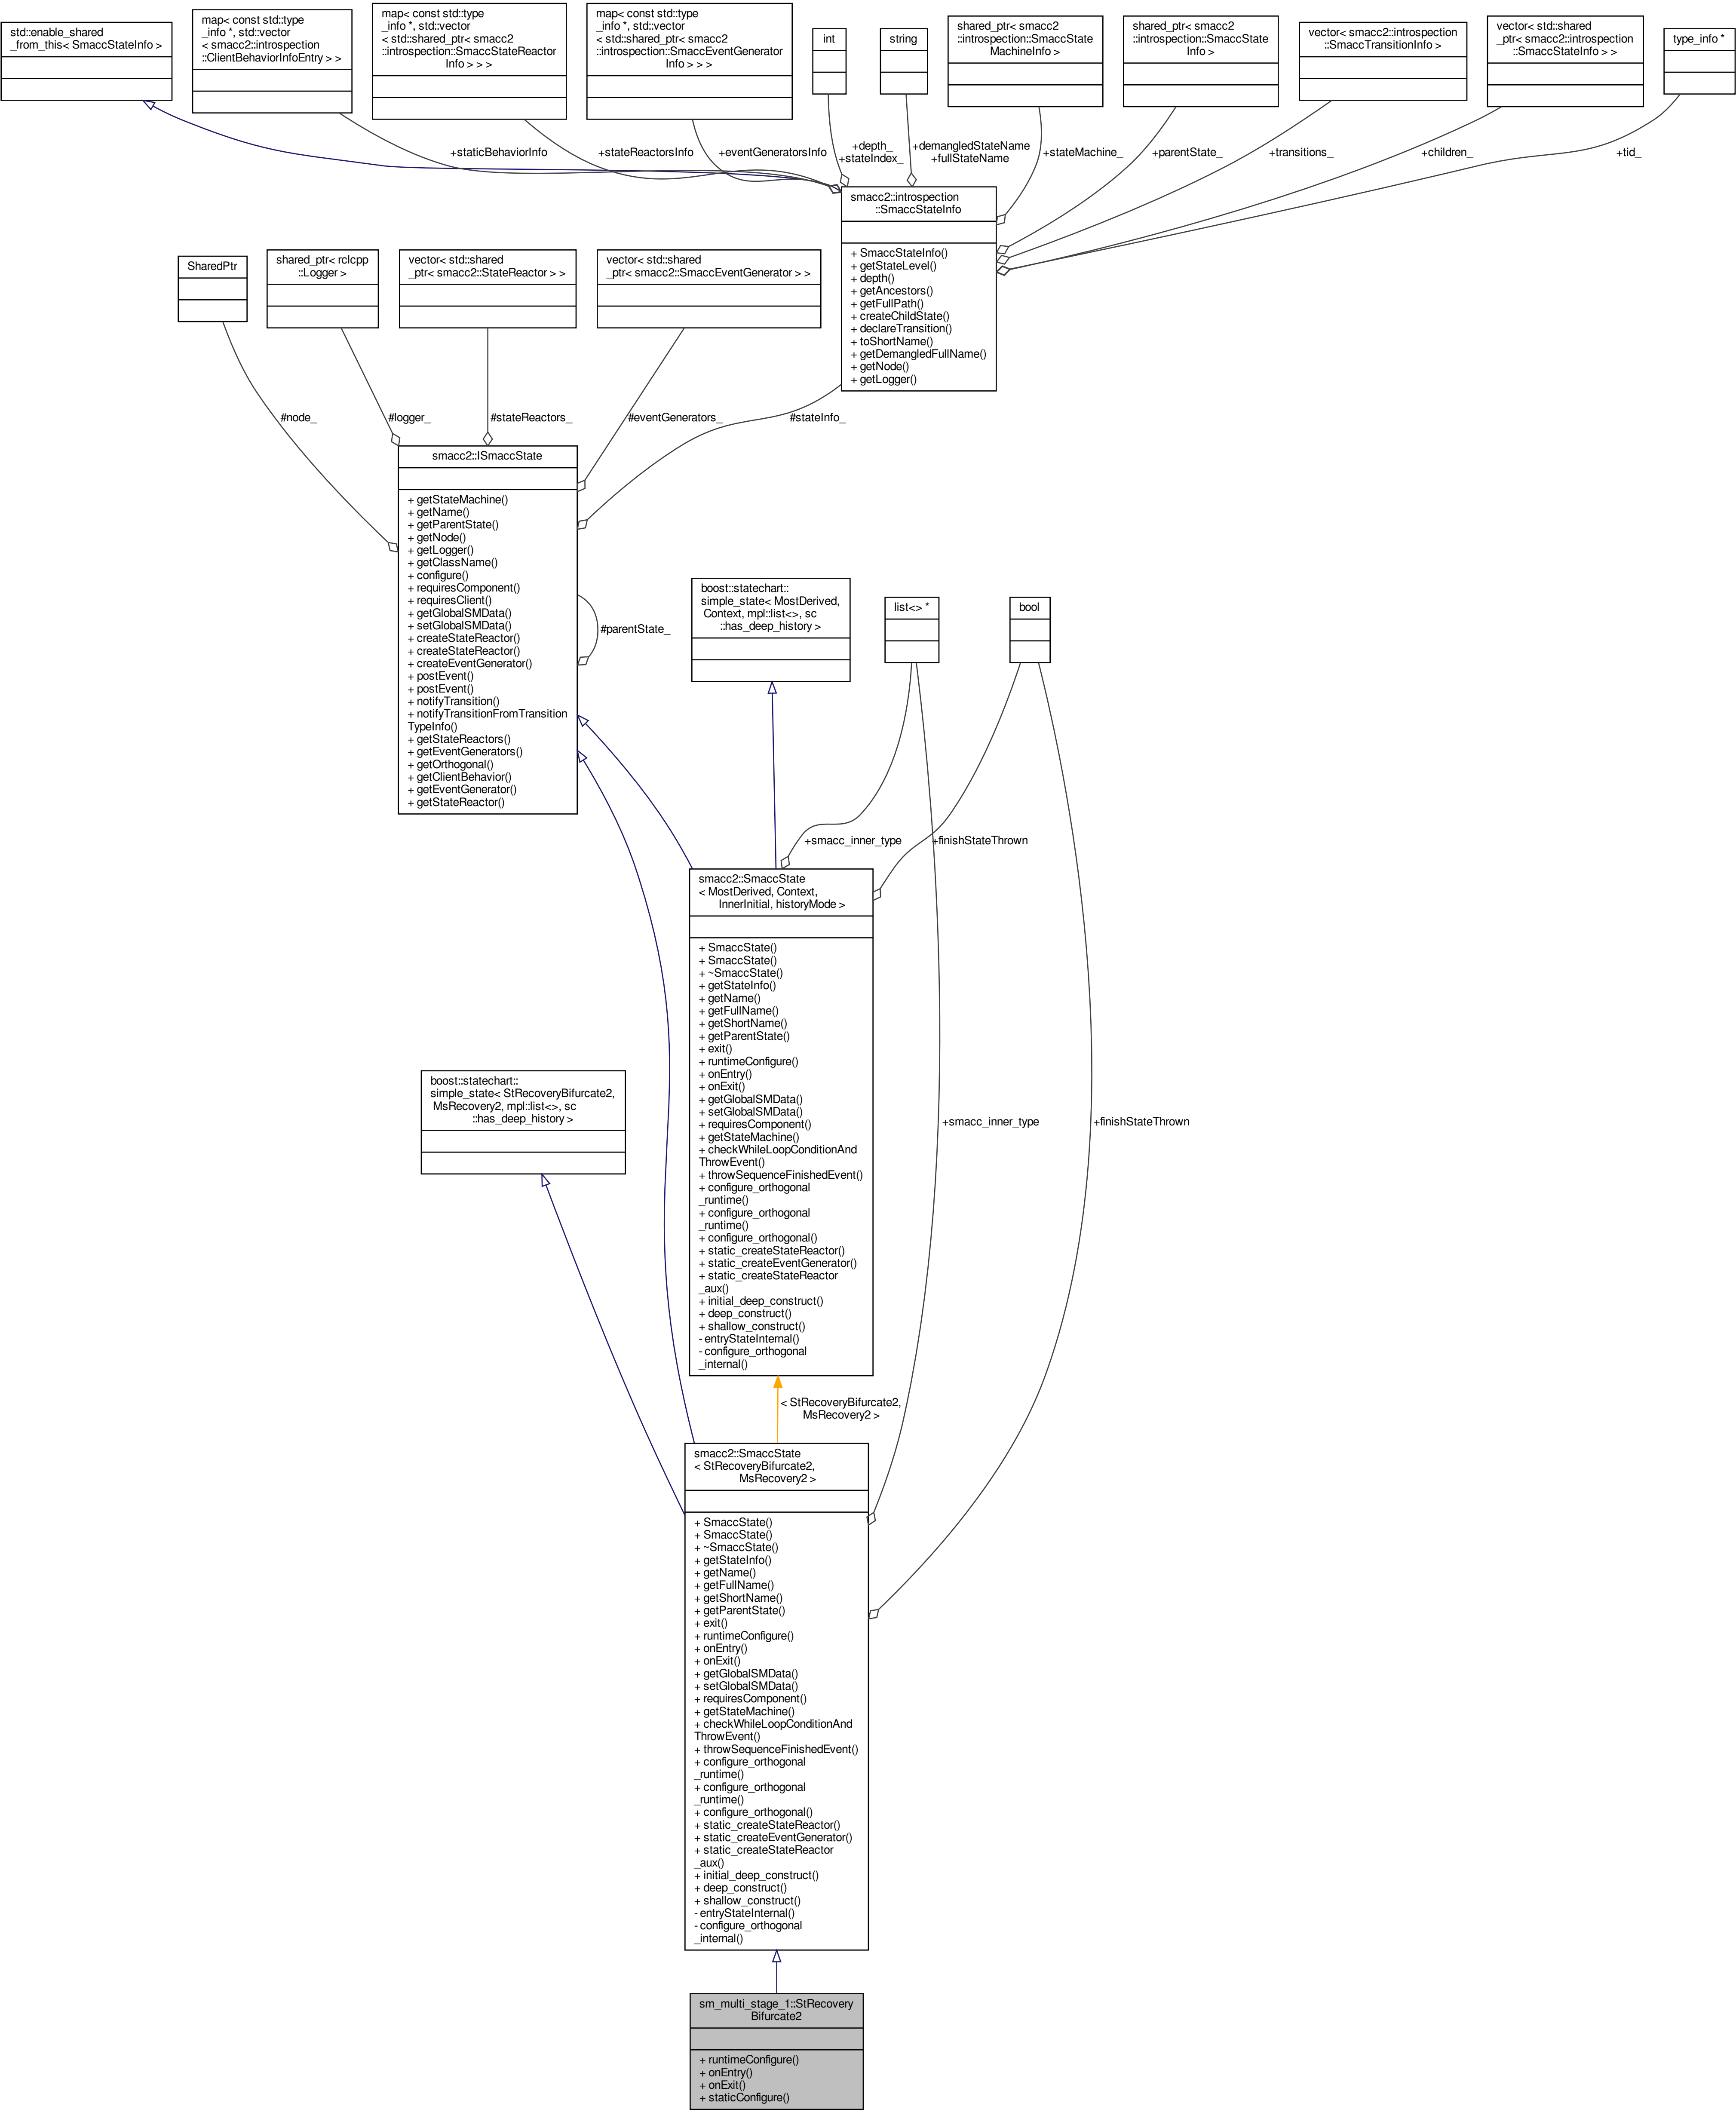 std::enable_shared
_from_this< SmaccStateInfo >
map< const std::type
_info *, std::vector
< smacc2::introspection
::ClientBehaviorInfoEntry > >
map< const std::type
_info *, std::vector
< std::shared_ptr< smacc2
::introspection::SmaccStateReactor
Info > > >
map< const std::type
_info *, std::vector
< std::shared_ptr< smacc2
::introspection::SmaccEventGenerator
Info > > >
int
string
shared_ptr< smacc2
::introspection::SmaccState
MachineInfo >
shared_ptr< smacc2
::introspection::SmaccState
Info >
vector< smacc2::introspection
::SmaccTransitionInfo >
vector< std::shared
_ptr< smacc2::introspection
::SmaccStateInfo > >
type_info *
+staticBehaviorInfo
+stateReactorsInfo
+eventGeneratorsInfo
+depth_
+stateIndex_
+demangledStateName
+fullStateName
+stateMachine_
+parentState_
+transitions_
+children_
+tid_
smacc2::introspection
::SmaccStateInfo
+ SmaccStateInfo()
+ getStateLevel()
+ depth()
+ getAncestors()
+ getFullPath()
+ createChildState()
+ declareTransition()
+ toShortName()
+ getDemangledFullName()
+ getNode()
+ getLogger()
SharedPtr
shared_ptr< rclcpp
::Logger >
vector< std::shared
_ptr< smacc2::StateReactor > >
vector< std::shared
_ptr< smacc2::SmaccEventGenerator > >
#node_
#logger_
#stateReactors_
#eventGenerators_
#stateInfo_
smacc2::ISmaccState
+ getStateMachine()
+ getName()
+ getParentState()
+ getNode()
+ getLogger()
+ getClassName()
+ configure()
+ requiresComponent()
+ requiresClient()
+ getGlobalSMData()
+ setGlobalSMData()
+ createStateReactor()
+ createStateReactor()
+ createEventGenerator()
+ postEvent()
+ postEvent()
+ notifyTransition()
+ notifyTransitionFromTransition
TypeInfo()
+ getStateReactors()
+ getEventGenerators()
+ getOrthogonal()
+ getClientBehavior()
+ getEventGenerator()
+ getStateReactor()
#parentState_
boost::statechart::
simple_state< MostDerived,
Context, mpl::list<>, sc
::has_deep_history >
list<> *
bool
+smacc_inner_type
+finishStateThrown
smacc2::SmaccState
< MostDerived, Context,
InnerInitial, historyMode >
+ SmaccState()
+ SmaccState()
+ ~SmaccState()
+ getStateInfo()
+ getName()
+ getFullName()
+ getShortName()
+ getParentState()
+ exit()
+ runtimeConfigure()
+ onEntry()
+ onExit()
+ getGlobalSMData()
+ setGlobalSMData()
+ requiresComponent()
+ getStateMachine()
+ checkWhileLoopConditionAnd
ThrowEvent()
+ throwSequenceFinishedEvent()
+ configure_orthogonal
_runtime()
+ configure_orthogonal
_runtime()
+ configure_orthogonal()
+ static_createStateReactor()
+ static_createEventGenerator()
+ static_createStateReactor
_aux()
+ initial_deep_construct()
+ deep_construct()
+ shallow_construct()
- entryStateInternal()
- configure_orthogonal
_internal()
boost::statechart::
simple_state< StRecoveryBifurcate2,
MsRecovery2, mpl::list<>, sc
::has_deep_history >
+smacc_inner_type
+finishStateThrown
< StRecoveryBifurcate2,
MsRecovery2 >
smacc2::SmaccState
< StRecoveryBifurcate2,
MsRecovery2 >
+ SmaccState()
+ SmaccState()
+ ~SmaccState()
+ getStateInfo()
+ getName()
+ getFullName()
+ getShortName()
+ getParentState()
+ exit()
+ runtimeConfigure()
+ onEntry()
+ onExit()
+ getGlobalSMData()
+ setGlobalSMData()
+ requiresComponent()
+ getStateMachine()
+ checkWhileLoopConditionAnd
ThrowEvent()
+ throwSequenceFinishedEvent()
+ configure_orthogonal
_runtime()
+ configure_orthogonal
_runtime()
+ configure_orthogonal()
+ static_createStateReactor()
+ static_createEventGenerator()
+ static_createStateReactor
_aux()
+ initial_deep_construct()
+ deep_construct()
+ shallow_construct()
- entryStateInternal()
- configure_orthogonal
_internal()
sm_multi_stage_1::StRecovery
Bifurcate2
+ runtimeConfigure()
+ onEntry()
+ onExit()
+ staticConfigure()